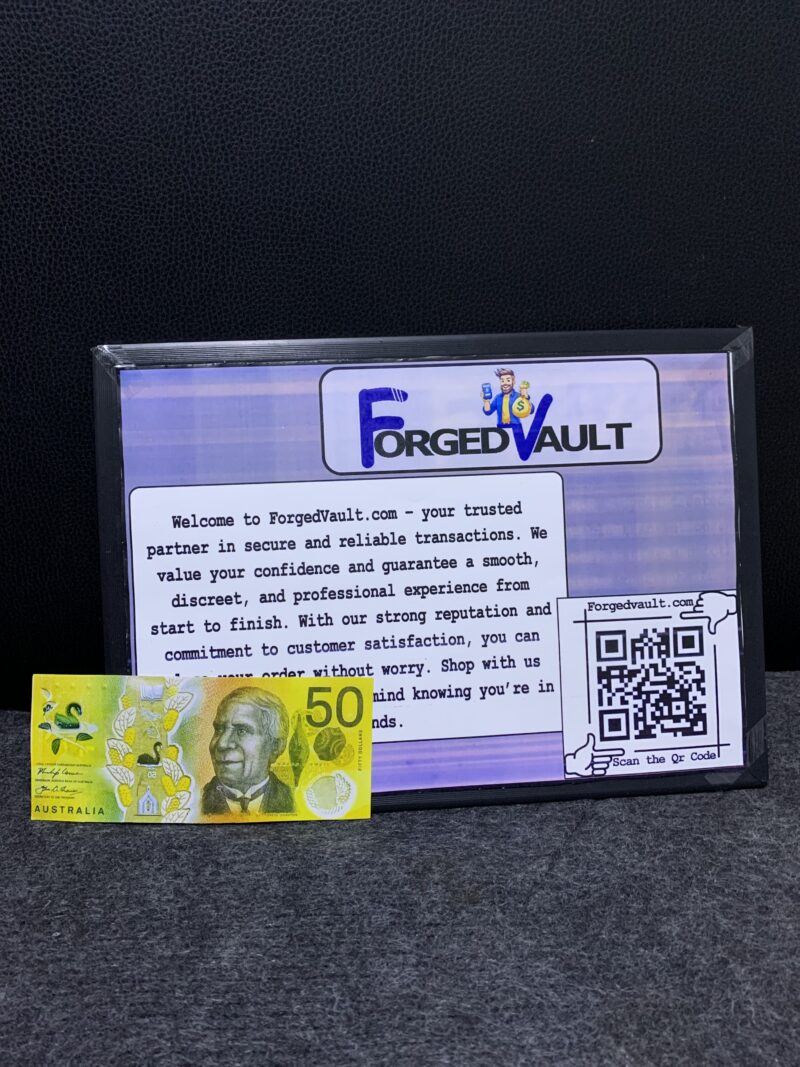 FORGEDVAULT
Welcome to ForgedVault.com – your trusted
partner in secure and reliable transactions. We
value your confidence and guarantee a smooth,
discreet, and professional experience from
start to finish. With our strong reputation and
commitment to customer satisfaction, you can
your order without worry. Shop with us
mind knowing you're in
nds.
Forgedvault.com
Scan the Qr Code
50
FIFTY DOLLARS
AUSTRALIA